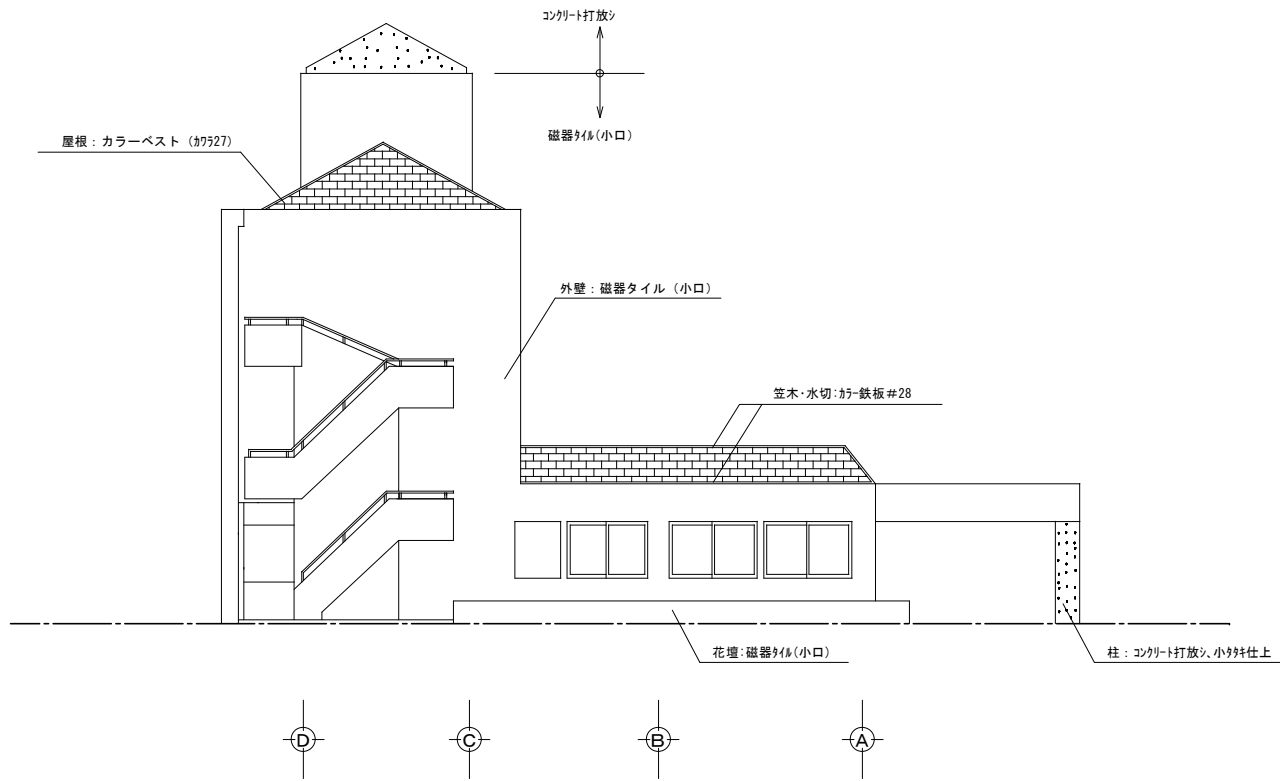 コンクリート打放シ
磁器タイル(小口)
屋根：カラーベスト（カワラ27）
外壁：磁器タイル（小口）
笠木・水切：カラー鉄板＃28
花壇：磁器タイル(小口)
柱：コンクリート打放シ、小タタキ仕上
D C B A